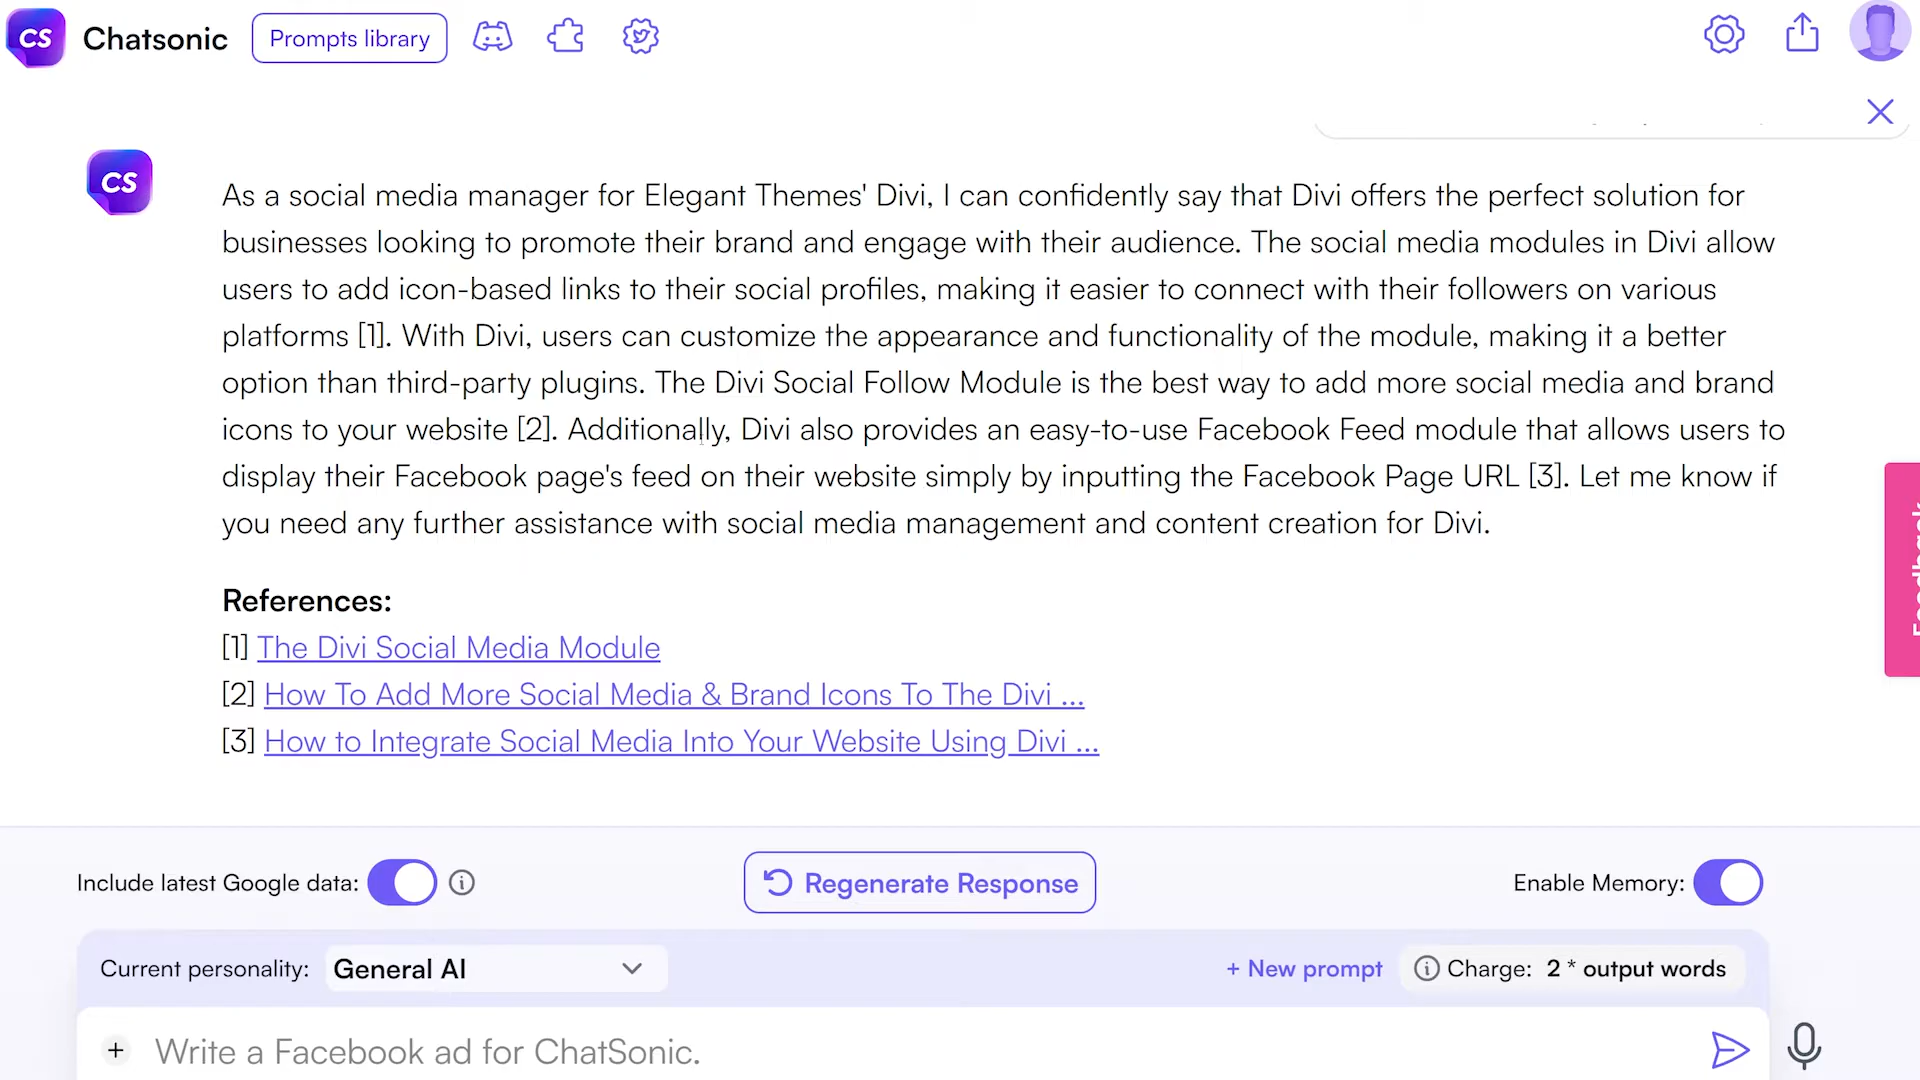 CS Chatsonic Prompts library
CS
As a social media manager for Elegant Themes' Divi, I can confidently say that Divi offers the perfect solution for
businesses looking to promote their brand and engage with their audience. The social media modules in Divi allow
users to add icon-based links to their social profiles, making it easier to connect with their followers on various
platforms [1]. With Divi, users can customize the appearance and functionality of the module, making it a better
option than third-party plugins. The Divi Social Follow Module is the best way to add more social media and brand
icons to your website [2]. Additionally, Divi also provides an easy-to-use Facebook Feed module that allows users to
display their Facebook page's feed on their website simply by inputting the Facebook Page URL [3]. Let me know if
you need any further assistance with social media management and content creation for Divi.
References:
[1] The Divi Social Media Module
[2] How To Add More Social Media & Brand Icons To The Divi ...
[3] How to Integrate Social Media Into Your Website Using Divi ...
Feedback
Include latest Google data: Regenerate Response Enable Memory:
Current personality: General AI + New prompt Charge: 2 * output words
+ Write a Facebook ad for ChatSonic.